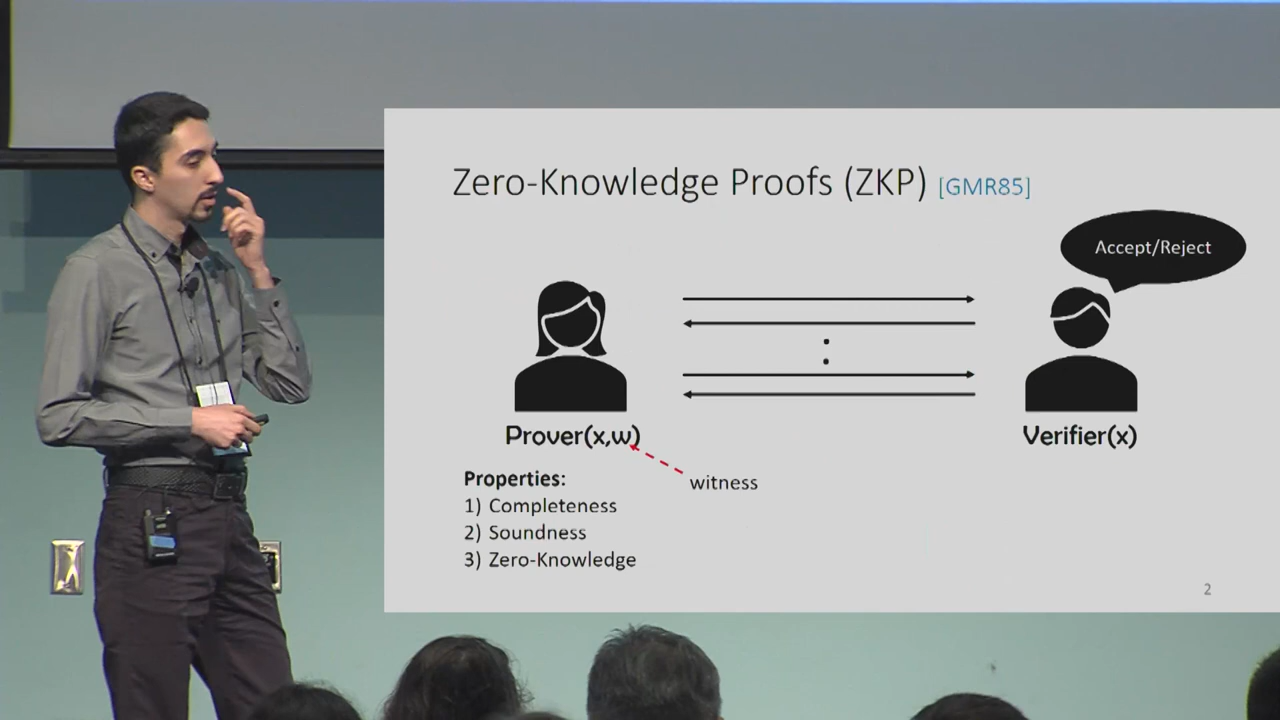 Zero-Knowledge Proofs (ZKP) [GMR85]
Accept/Reject
Prover(x,w)
Verifier(x)
witness
Properties:
1) Completeness
2) Soundness
3) Zero-Knowledge
2